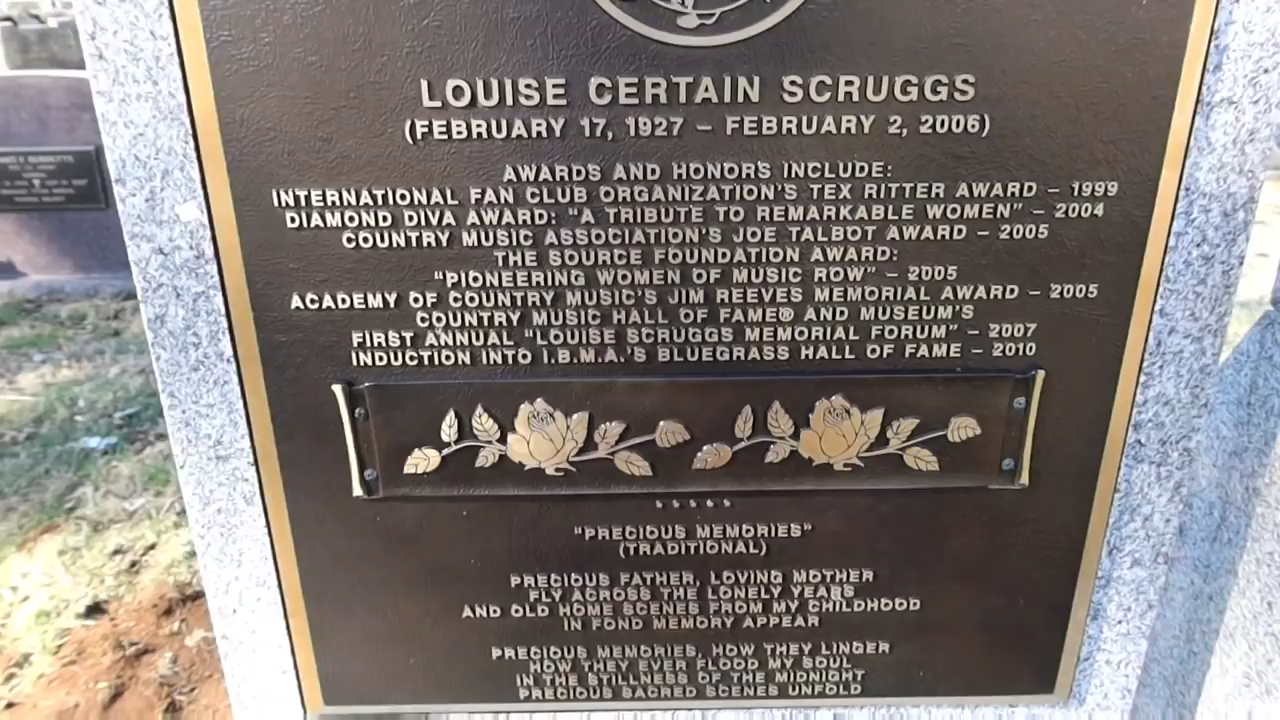 LOUISE CERTAIN SCRUGGS
(FEBRUARY 17, 1927 – FEBRUARY 2, 2006)
AWARDS AND HONORS INCLUDE:
INTERNATIONAL FAN CLUB ORGANIZATION'S TEX RITTER AWARD – 1999
DIAMOND DIVA AWARD: "A TRIBUTE TO REMARKABLE WOMEN" – 2004
COUNTRY MUSIC ASSOCIATION'S JOE TALBOT AWARD – 2005
THE SOURCE FOUNDATION AWARD:
"PIONEERING WOMEN OF MUSIC ROW" – 2005
ACADEMY OF COUNTRY MUSIC'S JIM REEVES MEMORIAL AWARD – 2005
COUNTRY MUSIC HALL OF FAME® AND MUSEUM'S
FIRST ANNUAL "LOUISE SCRUGGS MEMORIAL FORUM" – 2007
INDUCTION INTO I.B.M.A.'S BLUEGRASS HALL OF FAME – 2010
"PRECIOUS MEMORIES"
(TRADITIONAL)
PRECIOUS FATHER, LOVING MOTHER
FLY ACROSS THE LONELY YEARS
AND OLD HOME SCENES FROM MY CHILDHOOD
IN FOND MEMORY APPEAR
PRECIOUS MEMORIES, HOW THEY LINGER
HOW THEY EVER FLOOD MY SOUL
IN THE STILLNESS OF THE MIDNIGHT
PRECIOUS SACRED SCENES UNFOLD